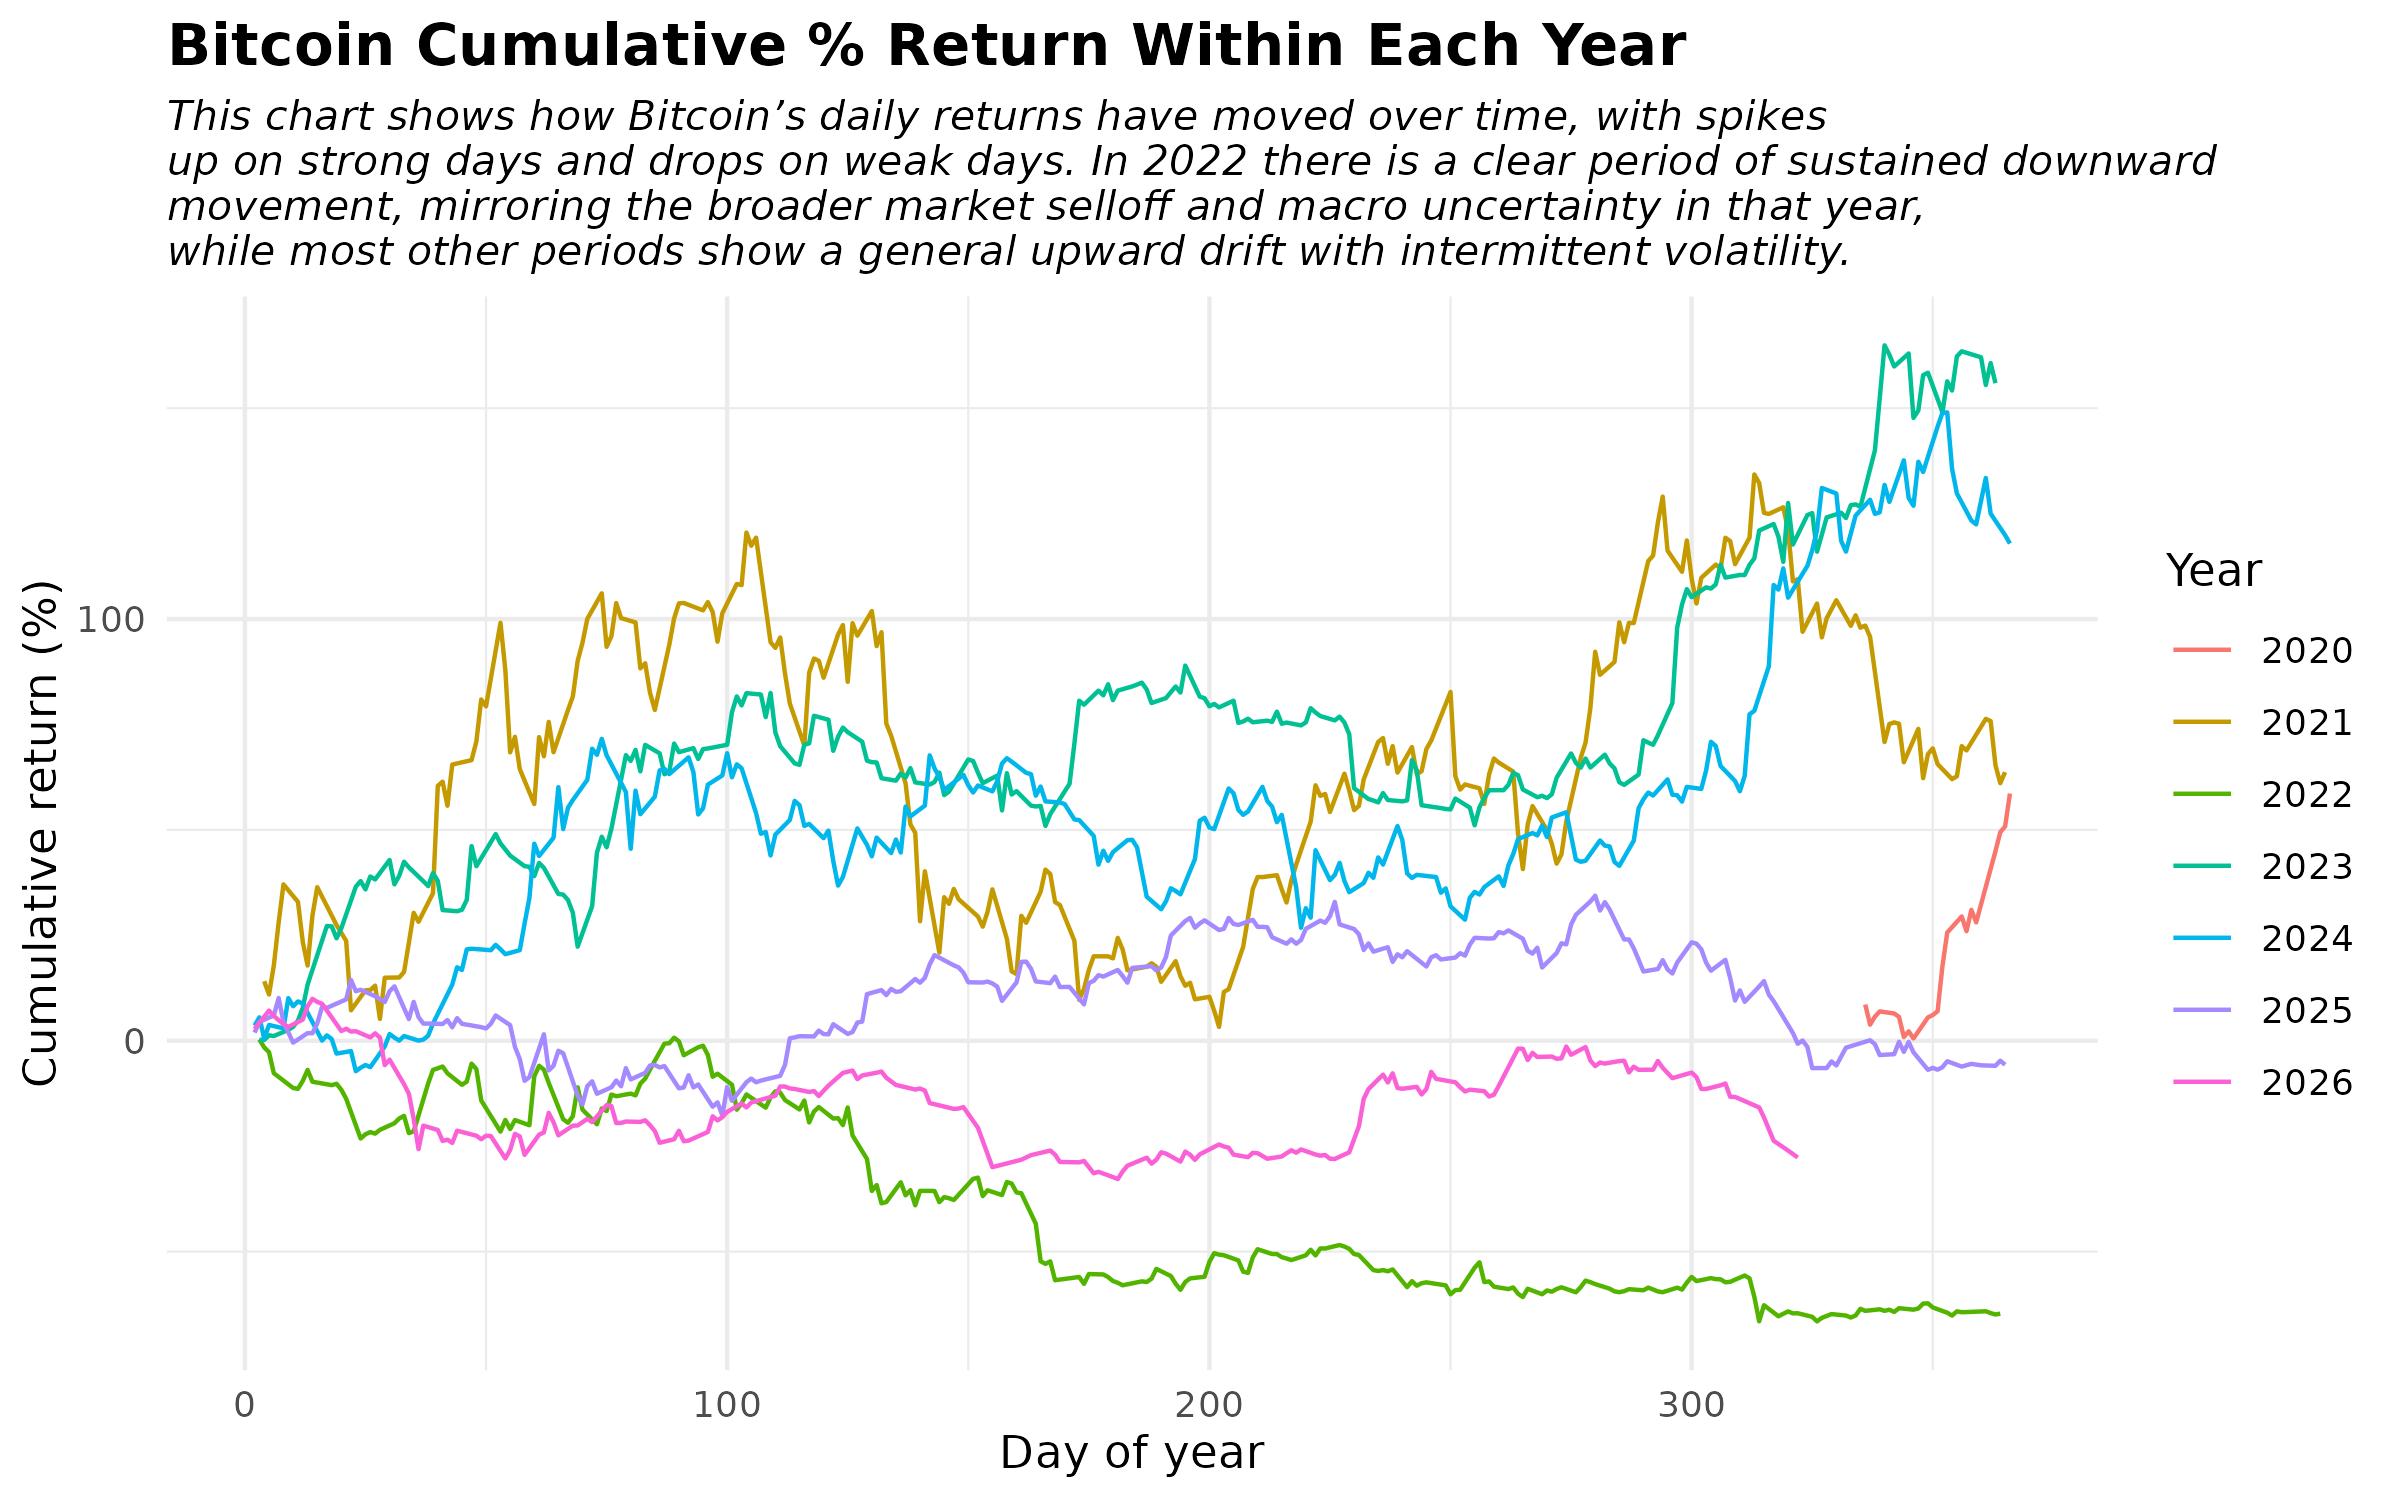 Bitcoin Cumulative % Return Within Each Year
This chart shows how Bitcoin’s daily returns have moved over time, with spikes
up on strong days and drops on weak days. In 2022 there is a clear period of sustained downward
movement, mirroring the broader market selloff and macro uncertainty in that year,
while most other periods show a general upward drift with intermittent volatility.
Cumulative return (%)
100
0
0
100
200
300
Day of year
Year
2020
2021
2022
2023
2024
2025
2026